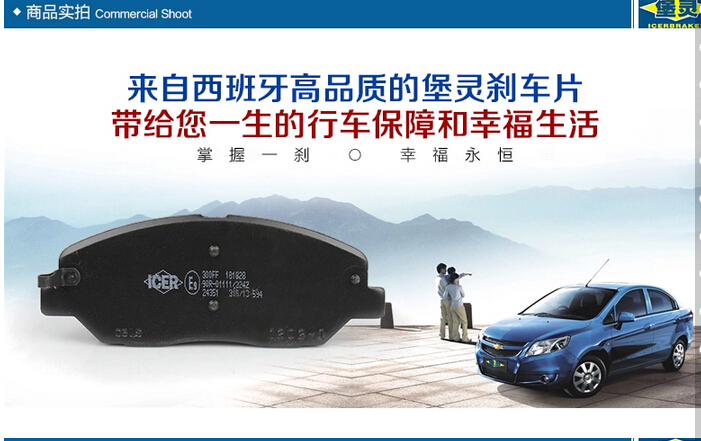 商品实拍 Commercial Shoot
堡灵
ICERBRAKE
来自西班牙高品质的堡灵刹车片
带给您一生的行车保障和幸福生活
掌握一刹 ○ 幸福永恒
ICER E9
300FF 181828
90R-01111/3342
24351